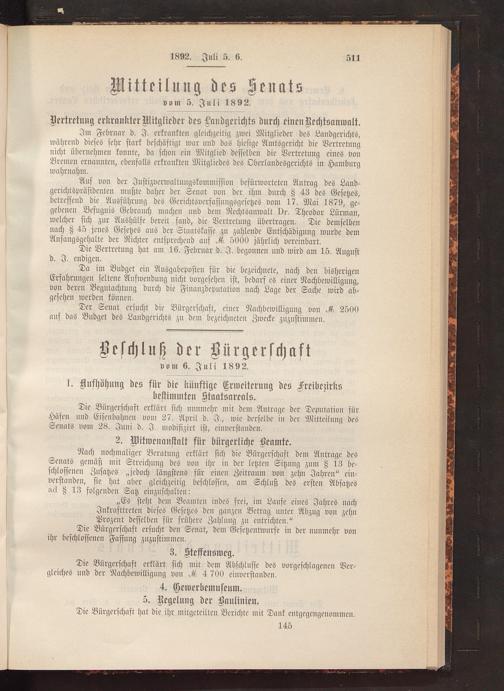 1892. Juli 5. 6. 511
Mitteilung des Senats
vom 5. Juli 1892.
Vertretung erkrankter Mitglieder des Landgerichts durch einen Rechtsanwalt.
Im Februar d. J. erkrankten gleichzeitig zwei Mitglieder des Landgerichts,
während dieses sehr stark beschäftigt war und das hiesige Amtsgericht die Vertretung
nicht übernehmen konnte, da schon ein Mitglied desselben die Vertretung eines von
Bremen ernannten, ebenfalls erkrankten Mitgliedes des Oberlandesgerichts in Hamburg
wahrnahm.
Auf von der Justizverwaltungskommission befürworteten Antrag des Land-
gerichtspräsidenten mußte daher der Senat von der ihm durch § 43 des Gesetzes,
betreffend die Ausführung des Gerichtsverfassungsgesetzes vom 17. Mai 1879, ge-
gebenen Befugnis Gebrauch machen und dem Rechtsanwalt Dr. Theodor Lürman,
welcher sich zur Aushülfe bereit fand, die Vertretung übertragen. Die demselben
nach § 45 jenes Gesetzes aus der Staatskasse zu zahlende Entschädigung wurde dem
Anfangsgehalte der Richter entsprechend auf ℳ 5000 jährlich vereinbart.
Die Vertretung hat am 16. Februar d. J. begonnen und wird am 15. August
d. J. endigen.
Da im Budget ein Ausgabeposten für die bezeichnete, nach den bisherigen
Erfahrungen seltene Aufwendung nicht vorgesehen ist, bedarf es einer Nachbewilligung,
von deren Begutachtung durch die Finanzdeputation nach Lage der Sache wird ab-
gesehen werden können.
Der Senat ersucht die Bürgerschaft, einer Nachbewilligung von ℳ 2500
auf das Budget des Landgerichts zu dem bezeichneten Zwecke zuzustimmen.
Beschluß der Bürgerschaft
vom 6. Juli 1892.
1. Aufhöhung des für die künftige Erweiterung des Freibezirks
bestimmten Staatsareals.
Die Bürgerschaft erklärt sich nunmehr mit dem Antrage der Deputation für
Häfen und Eisenbahnen vom 27. April d. J., wie derselbe in der Mitteilung des
Senats vom 28. Juni d. J. modifiziert ist, einverstanden.
2. Witwenanstalt für bürgerliche Beamte.
Nach nochmaliger Beratung erklärt sich die Bürgerschaft dem Antrage des
Senats gemäß mit Streichung des von ihr in der letzten Sitzung zum § 13 be-
schlossenen Zusatzes „jedoch längstens für einen Zeitraum von zehn Jahren“ ein-
verstanden, sie hat aber gleichzeitig beschlossen, am Schluß des ersten Absatzes
ad § 13 folgenden Satz einzuschalten:
„Es steht dem Beamten indes frei, im Laufe eines Jahres nach
Inkrafttreten dieses Gesetzes den ganzen Betrag unter Abzug von zehn
Prozent desselben für frühere Zahlung zu entrichten.“
Die Bürgerschaft ersucht den Senat, dem Gesetzentwurfe in der nunmehr von
ihr beschlossenen Fassung zuzustimmen.
3. Steffensweg.
Die Bürgerschaft erklärt sich mit dem Abschlusse des vorgeschlagenen Ver-
gleiches und der Nachbewilligung von ℳ 4 700 einverstanden.
4. Gewerbemuseum.
5. Regelung der Baulinien.
Die Bürgerschaft hat die ihr mitgeteilten Berichte mit Dank entgegengenommen.
145